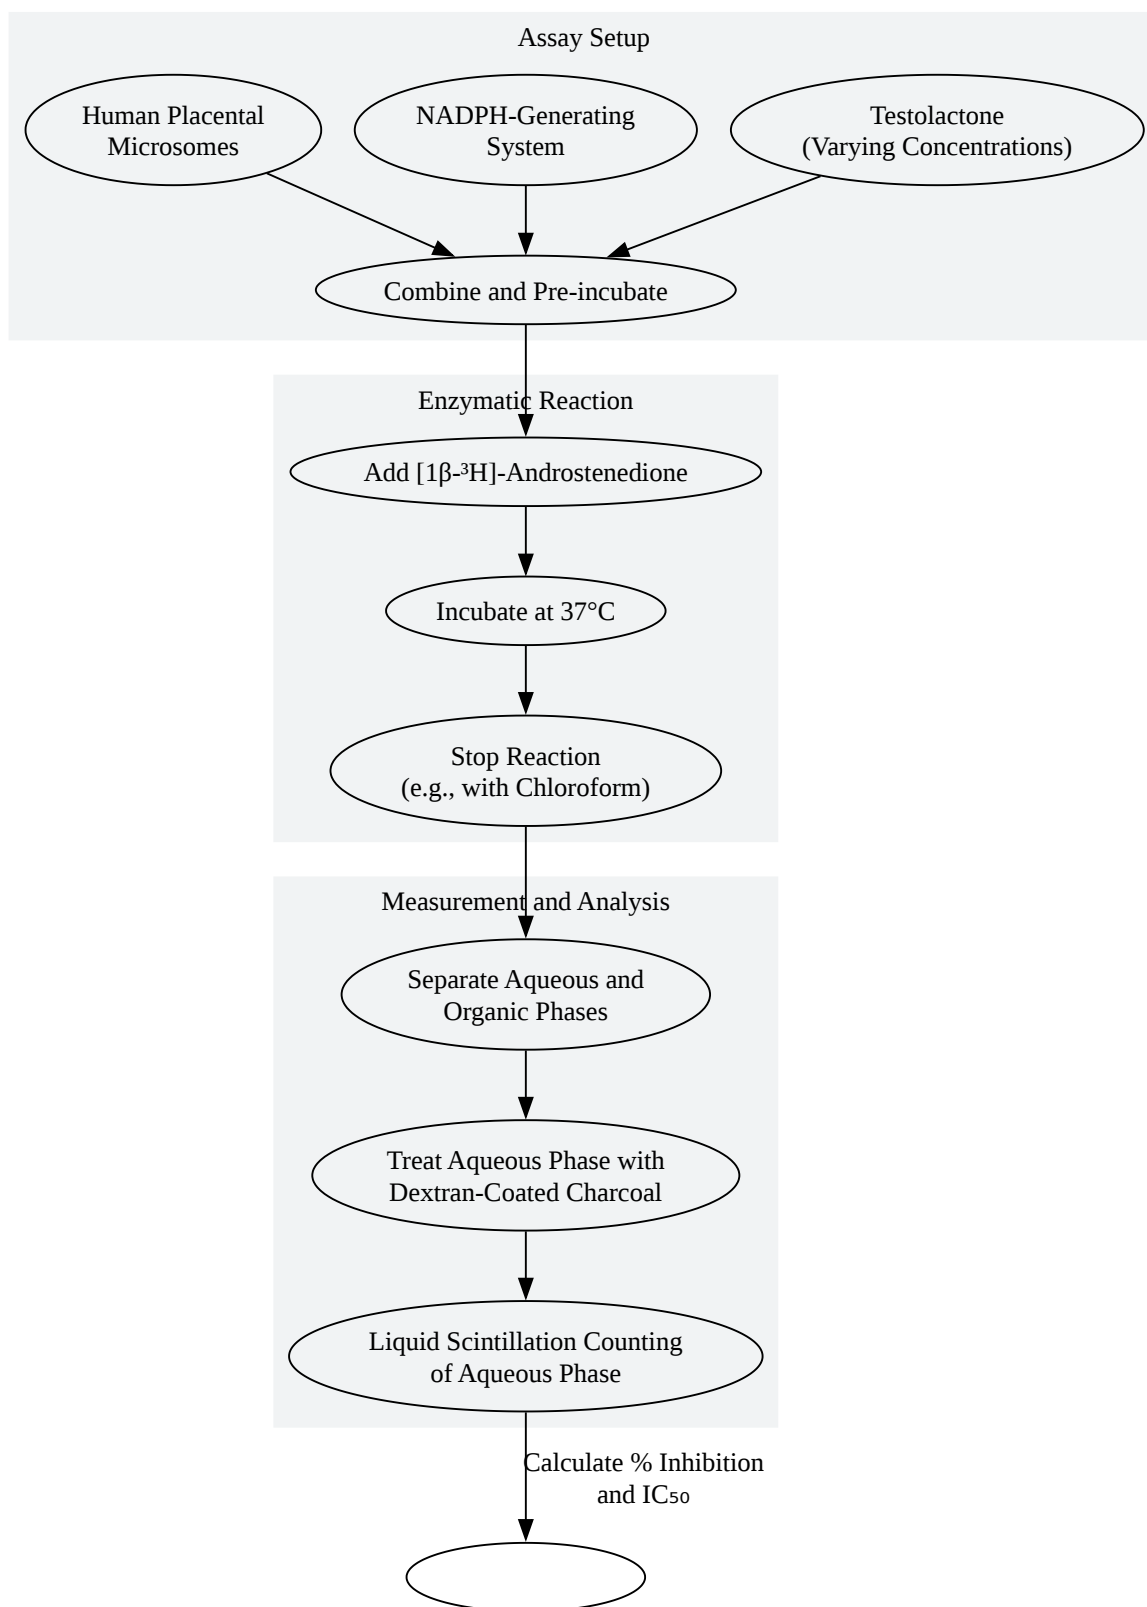 Assay Setup
Human Placental
Microsomes
NADPH-Generating
System
Testolactone
(Varying Concentrations)
Combine and Pre-incubate
Enzymatic Reaction
Add [1β-³H]-Androstenedione
Incubate at 37°C
Stop Reaction
(e.g., with Chloroform)
Measurement and Analysis
Separate Aqueous and
Organic Phases
Treat Aqueous Phase with
Dextran-Coated Charcoal
Liquid Scintillation Counting
of Aqueous Phase
Calculate % Inhibition
and IC₅₀